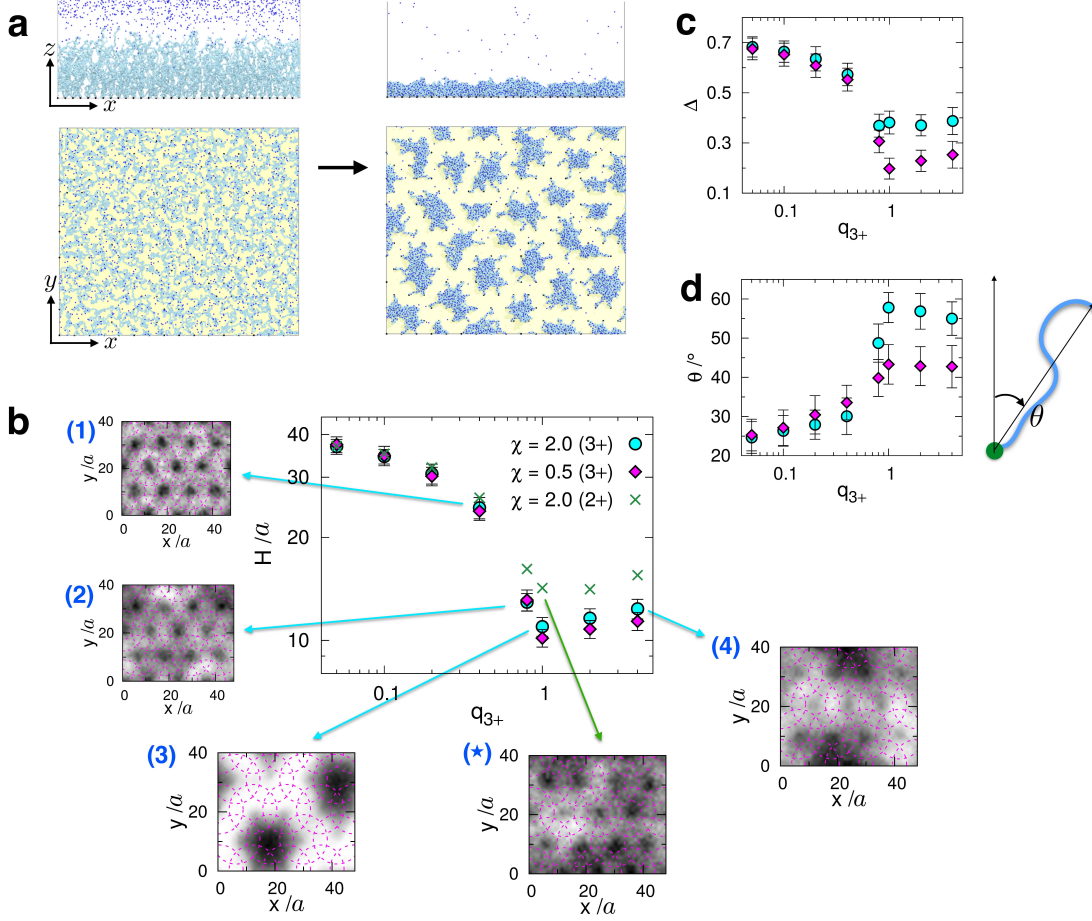 a
z
x
y
x
b
(1)
40
20
0
y /a
0 20 40
x /a
(2)
40
20
0
y /a
0 20 40
x /a
40
30
20
10
H /a
0.1 1
q3+
χ = 2.0 (3+)
χ = 0.5 (3+)
χ = 2.0 (2+)
(3)
40
20
0
y /a
0 20 40
x /a
(★)
40
20
0
y /a
0 20 40
x /a
(4)
40
20
0
y /a
0 20 40
x /a
c
0.7
0.5
0.3
0.1
Δ
0.1 1
q3+
d
60
50
40
30
20
θ /°
0.1 1
q3+
θ